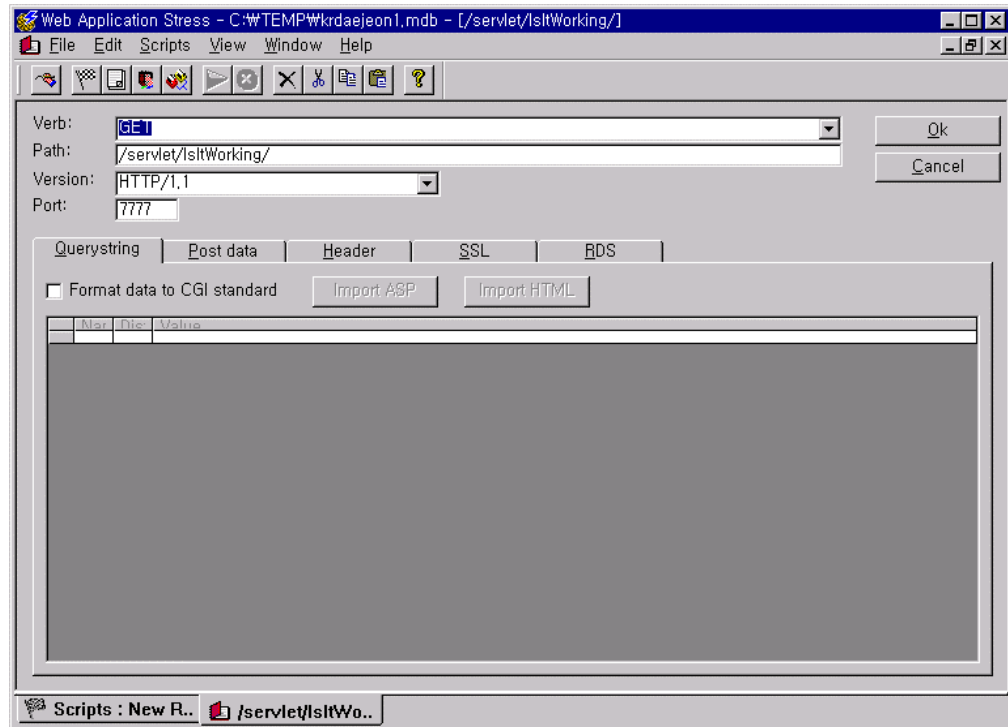 Web Application Stress - C:₩TEMP₩krdaejeon1.mdb - [/servlet/IsItWorking/]
File Edit Scripts View Window Help
Verb: GET
Ok
Path: /servlet/IsItWorking/
Cancel
Version: HTTP/1.1
Port: 7777
Querystring Post data Header SSL RDS
Format data to CGI standard Import ASP Import HTML
Nar Dis Value
Scripts : New R.. /servlet/IsItWo..